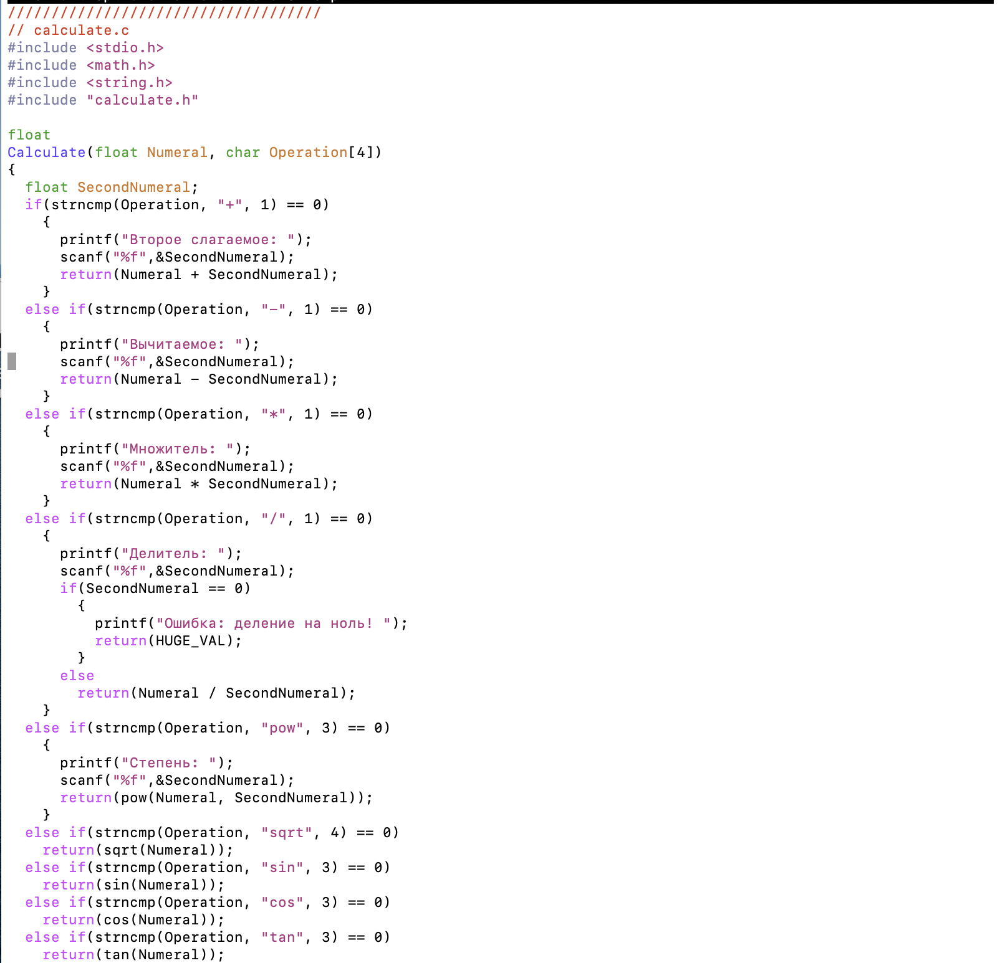 ///////////////////////////////////
// calculate.c
#include <stdio.h>
#include <math.h>
#include <string.h>
#include "calculate.h"

float
Calculate(float Numeral, char Operation[4])
{
  float SecondNumeral;
  if(strncmp(Operation, "+", 1) == 0)
    {
      printf("Второе слагаемое: ");
      scanf("%f",&SecondNumeral);
      return(Numeral + SecondNumeral);
    }
  else if(strncmp(Operation, "-", 1) == 0)
    {
      printf("Вычитаемое: ");
      scanf("%f",&SecondNumeral);
      return(Numeral - SecondNumeral);
    }
  else if(strncmp(Operation, "*", 1) == 0)
    {
      printf("Множитель: ");
      scanf("%f",&SecondNumeral);
      return(Numeral * SecondNumeral);
    }
  else if(strncmp(Operation, "/", 1) == 0)
    {
      printf("Делитель: ");
      scanf("%f",&SecondNumeral);
      if(SecondNumeral == 0)
        {
          printf("Ошибка: деление на ноль! ");
          return(HUGE_VAL);
        }
      else
        return(Numeral / SecondNumeral);
    }
  else if(strncmp(Operation, "pow", 3) == 0)
    {
      printf("Степень: ");
      scanf("%f",&SecondNumeral);
      return(pow(Numeral, SecondNumeral));
    }
  else if(strncmp(Operation, "sqrt", 4) == 0)
    return(sqrt(Numeral));
  else if(strncmp(Operation, "sin", 3) == 0)
    return(sin(Numeral));
  else if(strncmp(Operation, "cos", 3) == 0)
    return(cos(Numeral));
  else if(strncmp(Operation, "tan", 3) == 0)
    return(tan(Numeral));